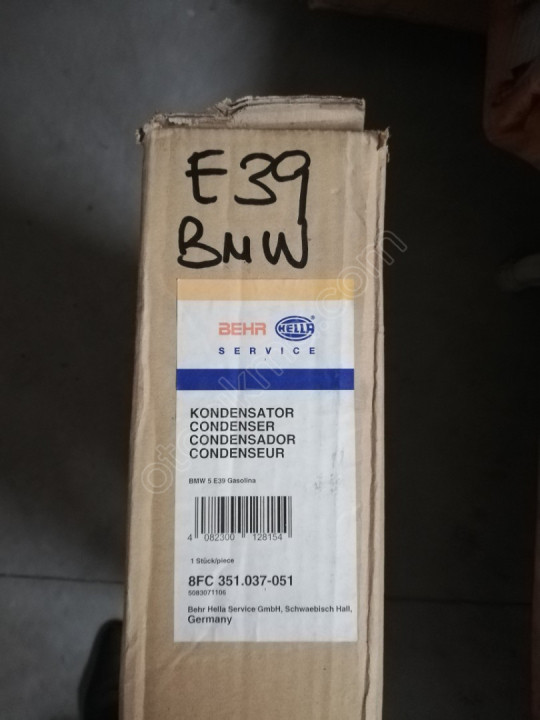 E39
BMW
BEHR HELLA
SERVICE
KONDENSATOR
CONDENSER
CONDENSADOR
CONDENSEUR
BMW 5 E39 Gasolina
4 082300 128154
1 Stück/piece
8FC 351.037-051
5083071106
Behr Hella Service GmbH, Schwaebisch Hall,
Germany